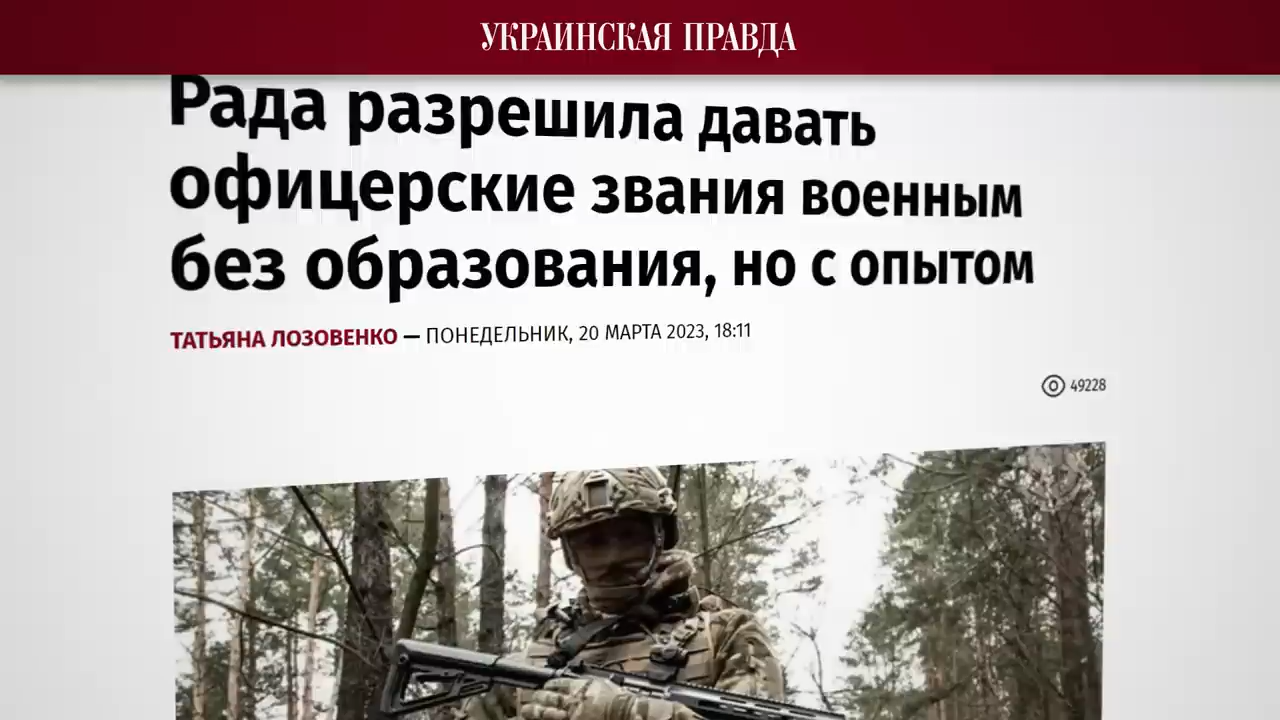 УКРАИНСКАЯ ПРАВДА
Рада разрешила давать
офицерские звания военным
без образования, но с опытом
ТАТЬЯНА ЛОЗОВЕНКО — ПОНЕДЕЛЬНИК, 20 МАРТА 2023, 18:11
49228